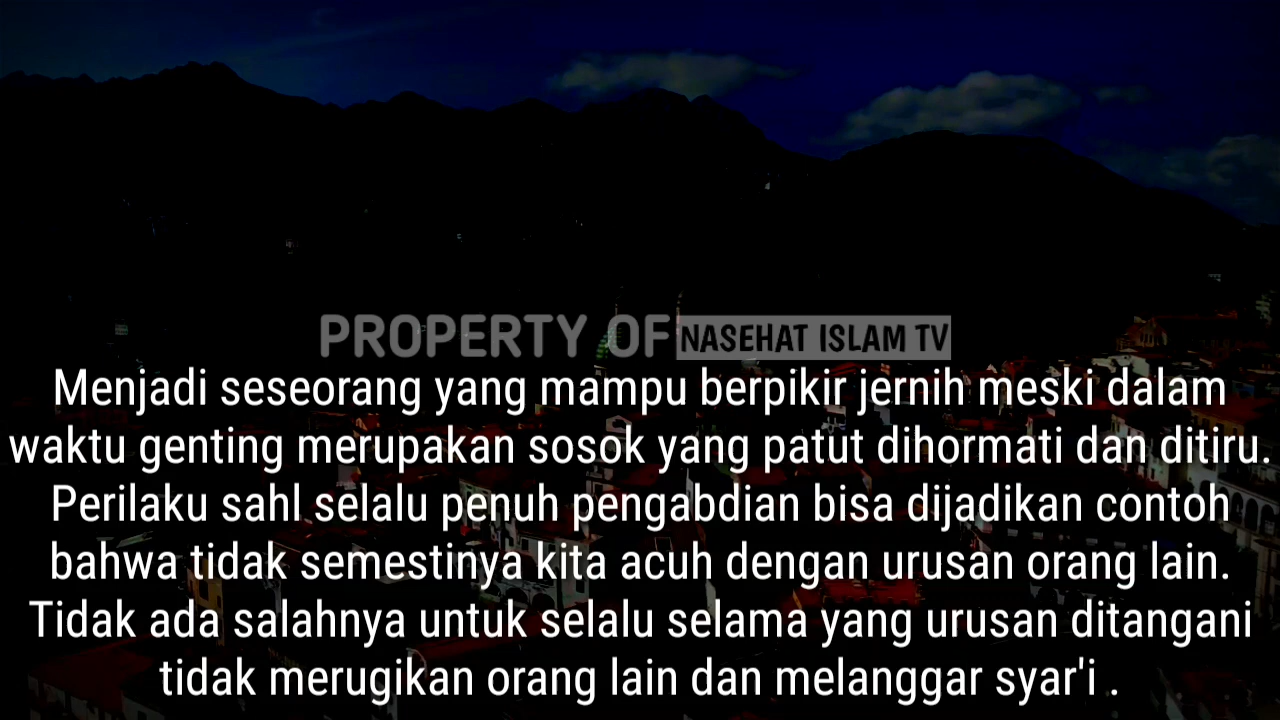 PROPERTY OF NASEHAT ISLAM TV
Menjadi seseorang yang mampu berpikir jernih meski dalam
waktu genting merupakan sosok yang patut dihormati dan ditiru.
Perilaku sahl selalu penuh pengabdian bisa dijadikan contoh
bahwa tidak semestinya kita acuh dengan urusan orang lain.
Tidak ada salahnya untuk selalu selama yang urusan ditangani
tidak merugikan orang lain dan melanggar syar'i .